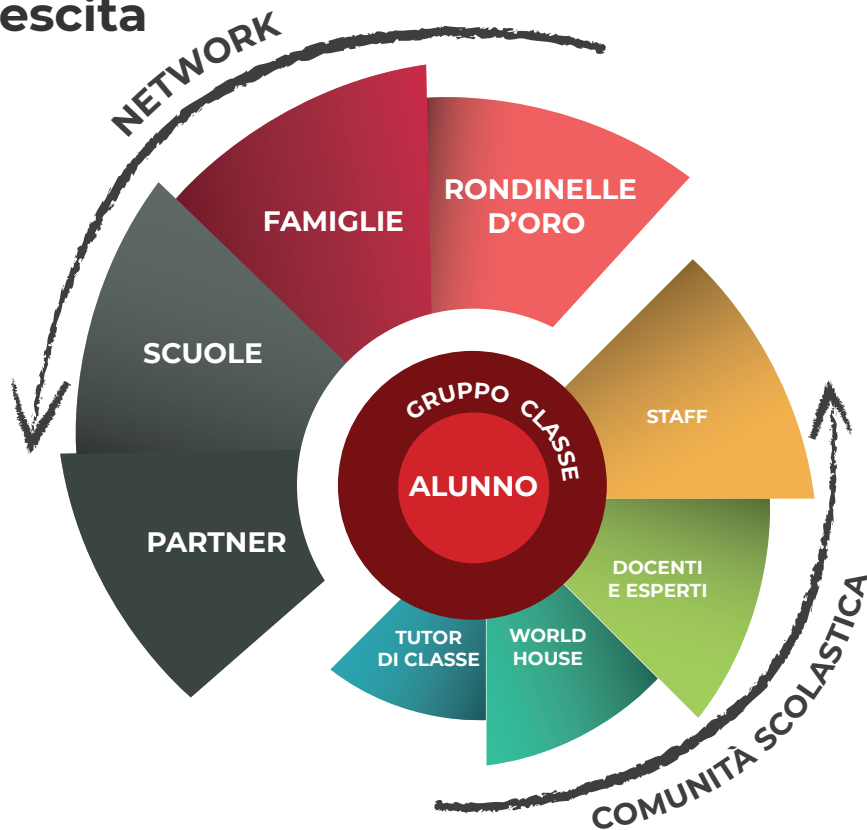 escita
NETWORK
RONDINELLE
D’ORO
FAMIGLIE
SCUOLE
PARTNER
GRUPPO CLASSE
ALUNNO
STAFF
DOCENTI
E ESPERTI
WORLD
HOUSE
TUTOR
DI CLASSE
COMUNITÀ SCOLASTICA